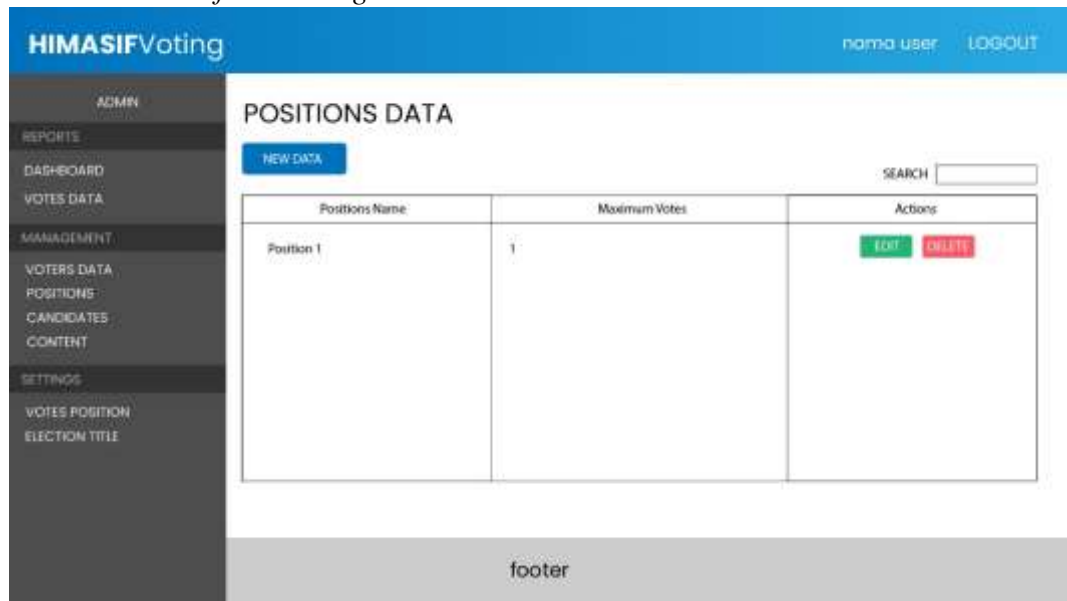 HIMASIFVoting
nama user LOGOUT
ADMIN
REPORTS
DASHBOARD
VOTES DATA
MANAGEMENT
VOTERS DATA
POSITIONS
CANDIDATES
CONTENT
SETTINGS
VOTES POSITION
ELECTION TITLE
POSITIONS DATA
NEW DATA
SEARCH
Positions Name Maximum Votes Actions
Position 1 1 EDIT DELETE
footer